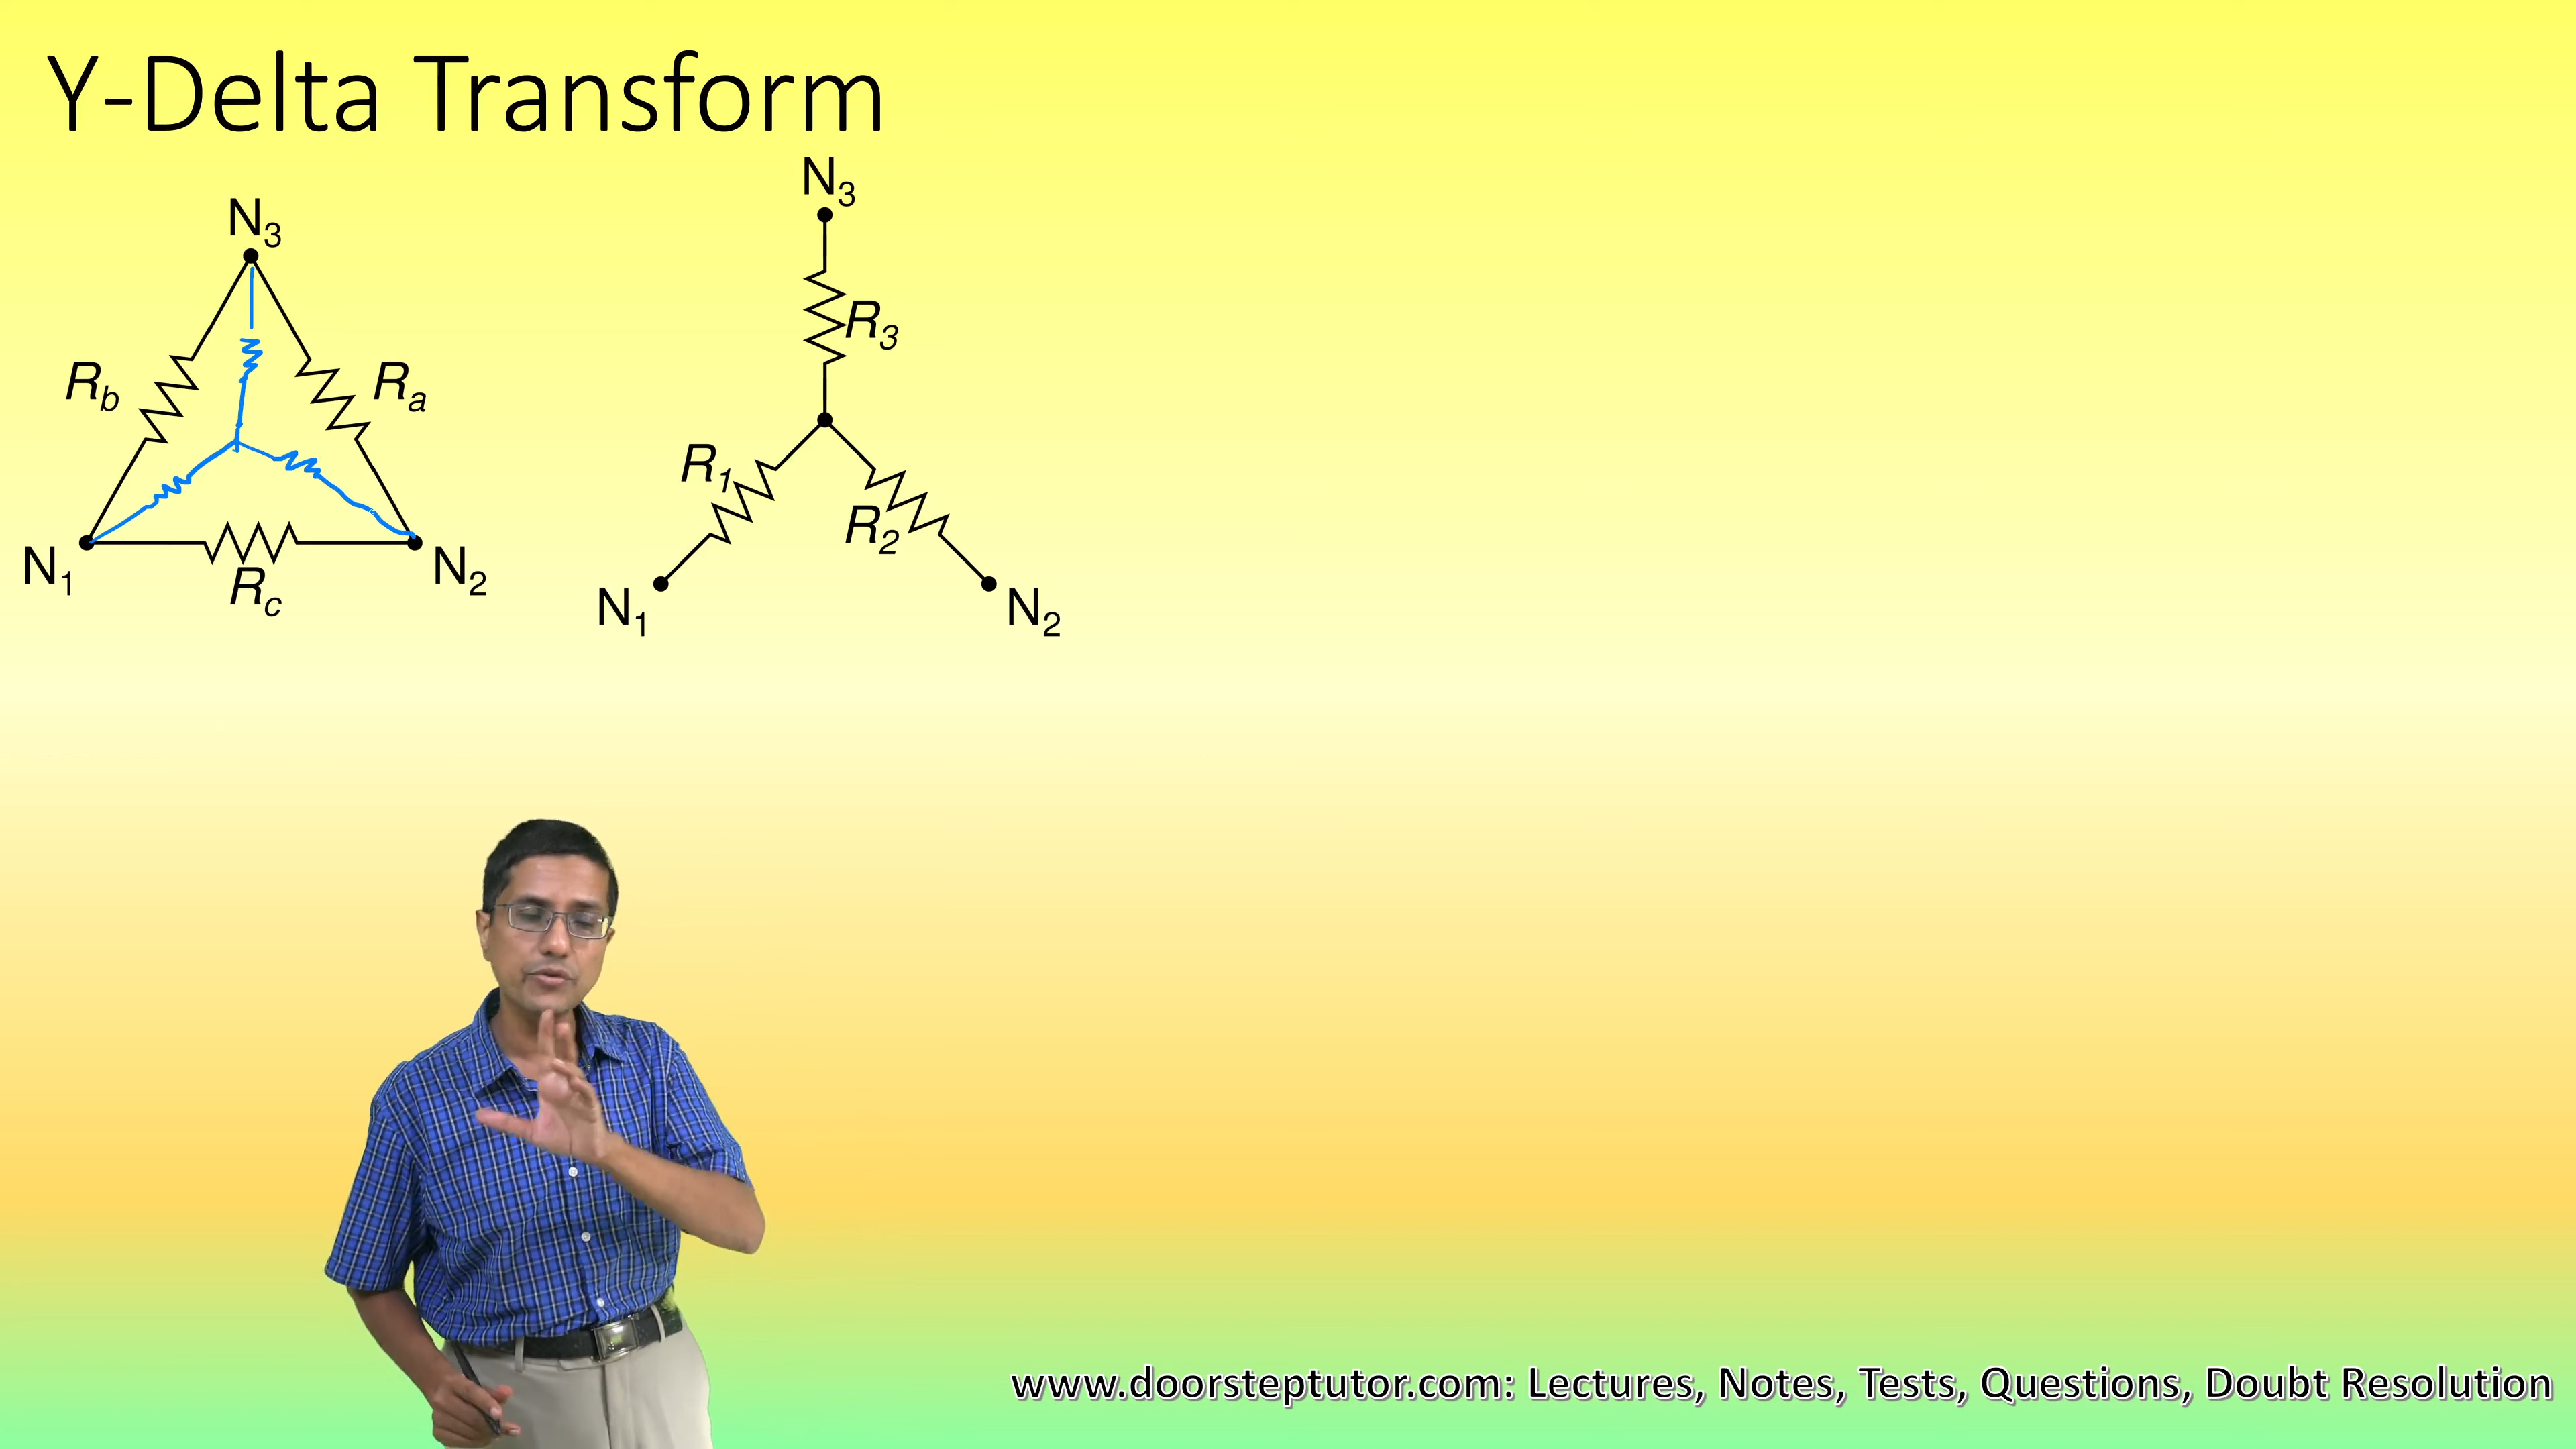 Y-Delta Transform
N3
N3
Rb
Ra
R3
R1
R2
N1
Rc
N2
N1
N2
www.doorsteptutor.com: Lectures, Notes, Tests, Questions, Doubt Resolution